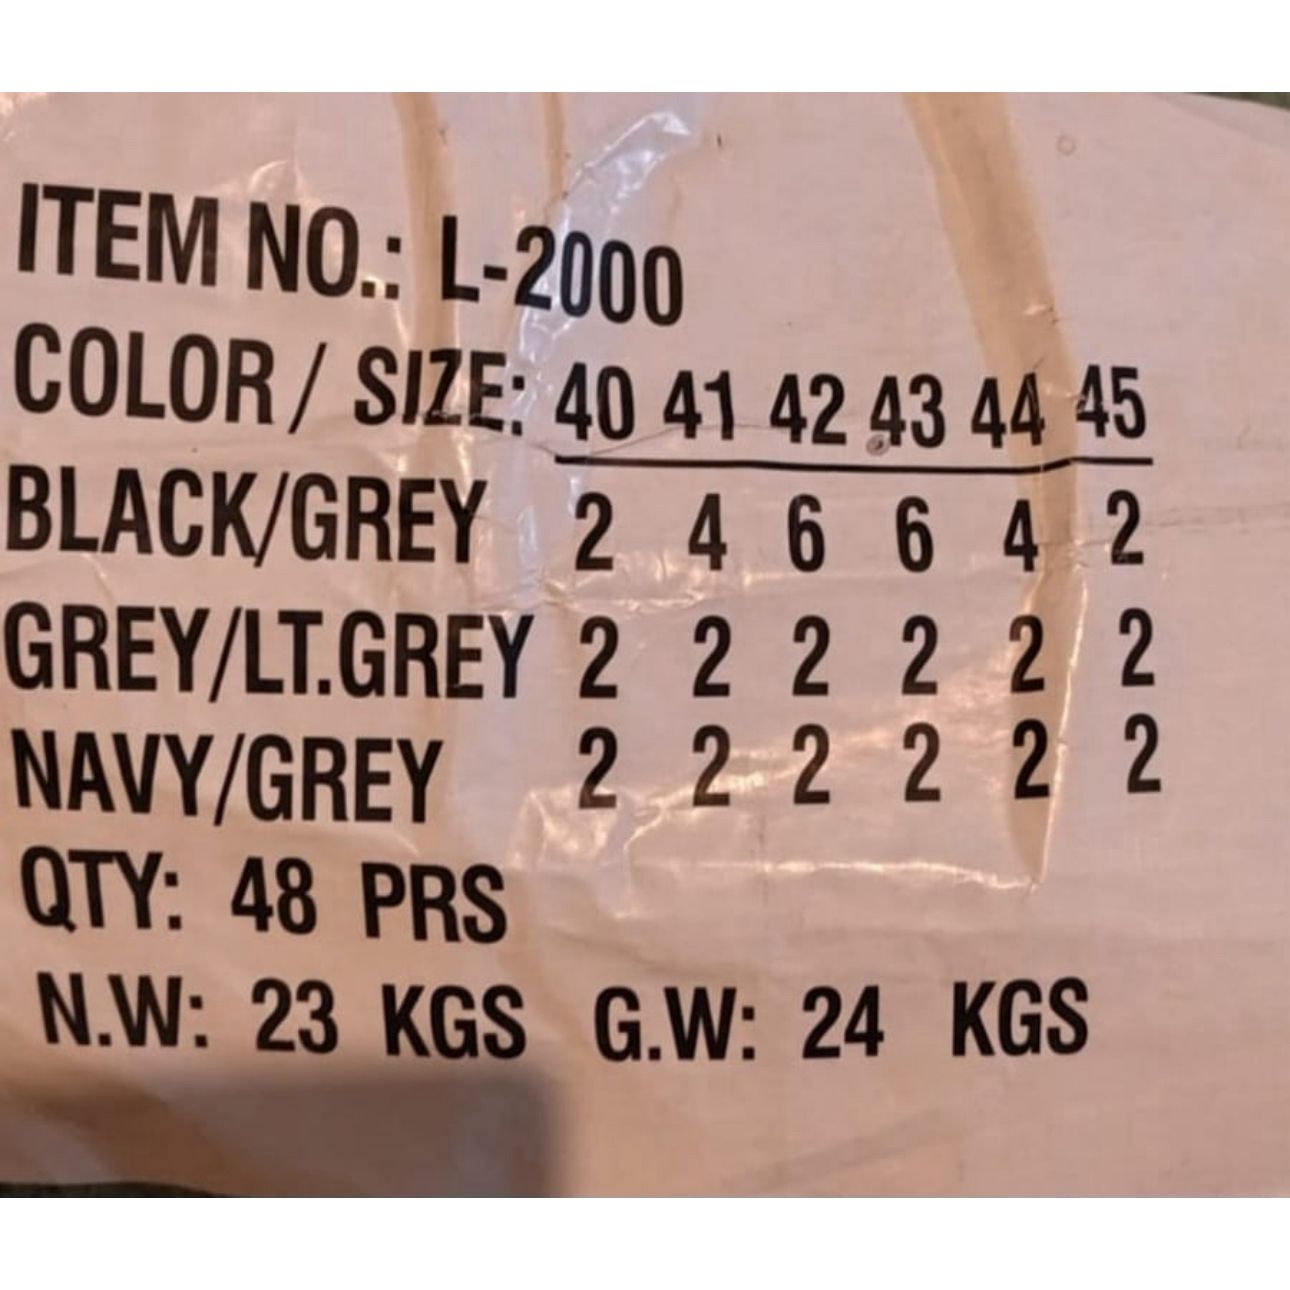 ITEM NO.: L-2000
COLOR / SIZE: 40 41 42 43 44 45
BLACK/GREY 2 4 6 6 4 2
GREY/LT.GREY 2 2 2 2 2 2
NAVY/GREY 2 2 2 2 2 2
QTY: 48 PRS
N.W: 23 KGS G.W: 24 KGS